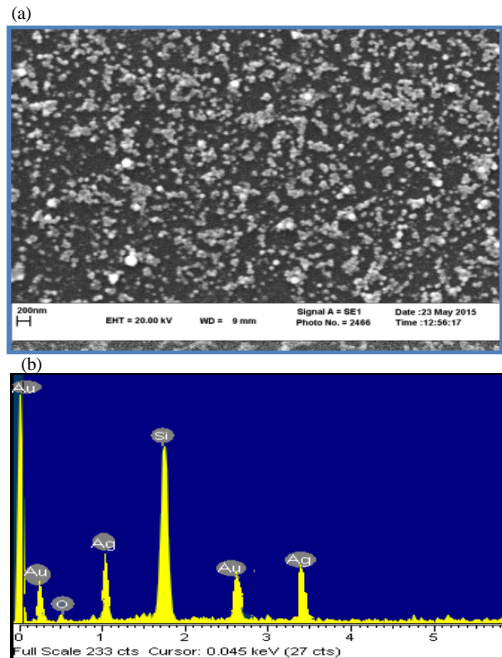 (a)
200nm
EHT = 20.00 kV WD = 9 mm Signal A = SE1 Date :23 May 2015
Photo No. = 2466 Time :12:56:17
(b)
Au
Si
Ag
Ag
Au
Au
O
0 1 2 3 4 5
Full Scale 233 cts Cursor: 0.045 keV (27 cts)